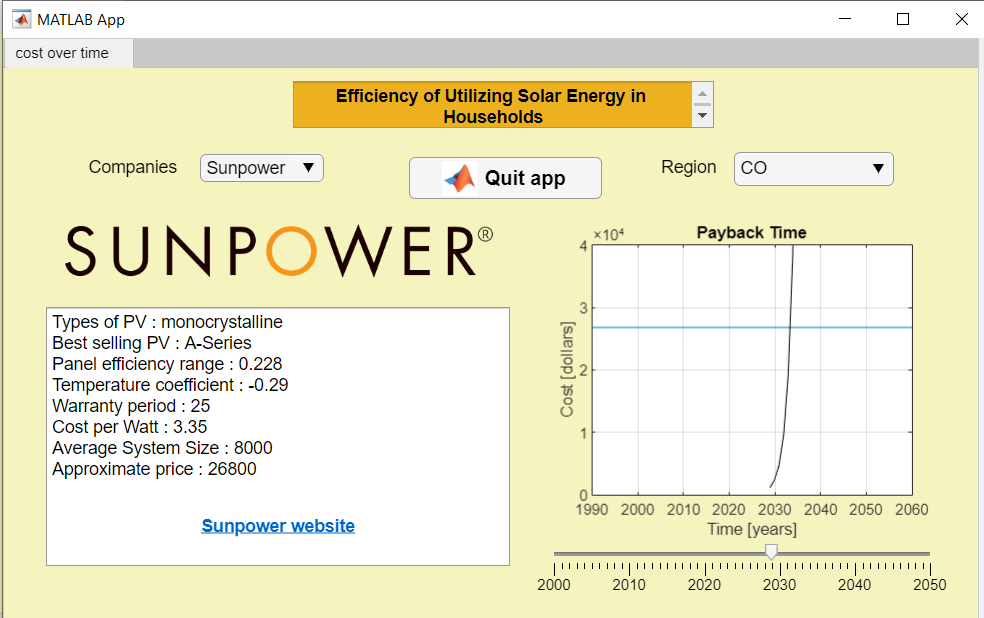 MATLAB App
cost over time
Efficiency of Utilizing Solar Energy in
Households
Companies
Sunpower
Quit app
Region
CO
SUNPOWER®
Types of PV : monocrystalline
Best selling PV : A-Series
Panel efficiency range : 0.228
Temperature coefficient : -0.29
Warranty period : 25
Cost per Watt : 3.35
Average System Size : 8000
Approximate price : 26800
Sunpower website
×10⁴
Payback Time
4
3
2
1
0
Cost [dollars]
1990 2000 2010 2020 2030 2040 2050 2060
Time [years]
2000 2010 2020 2030 2040 2050